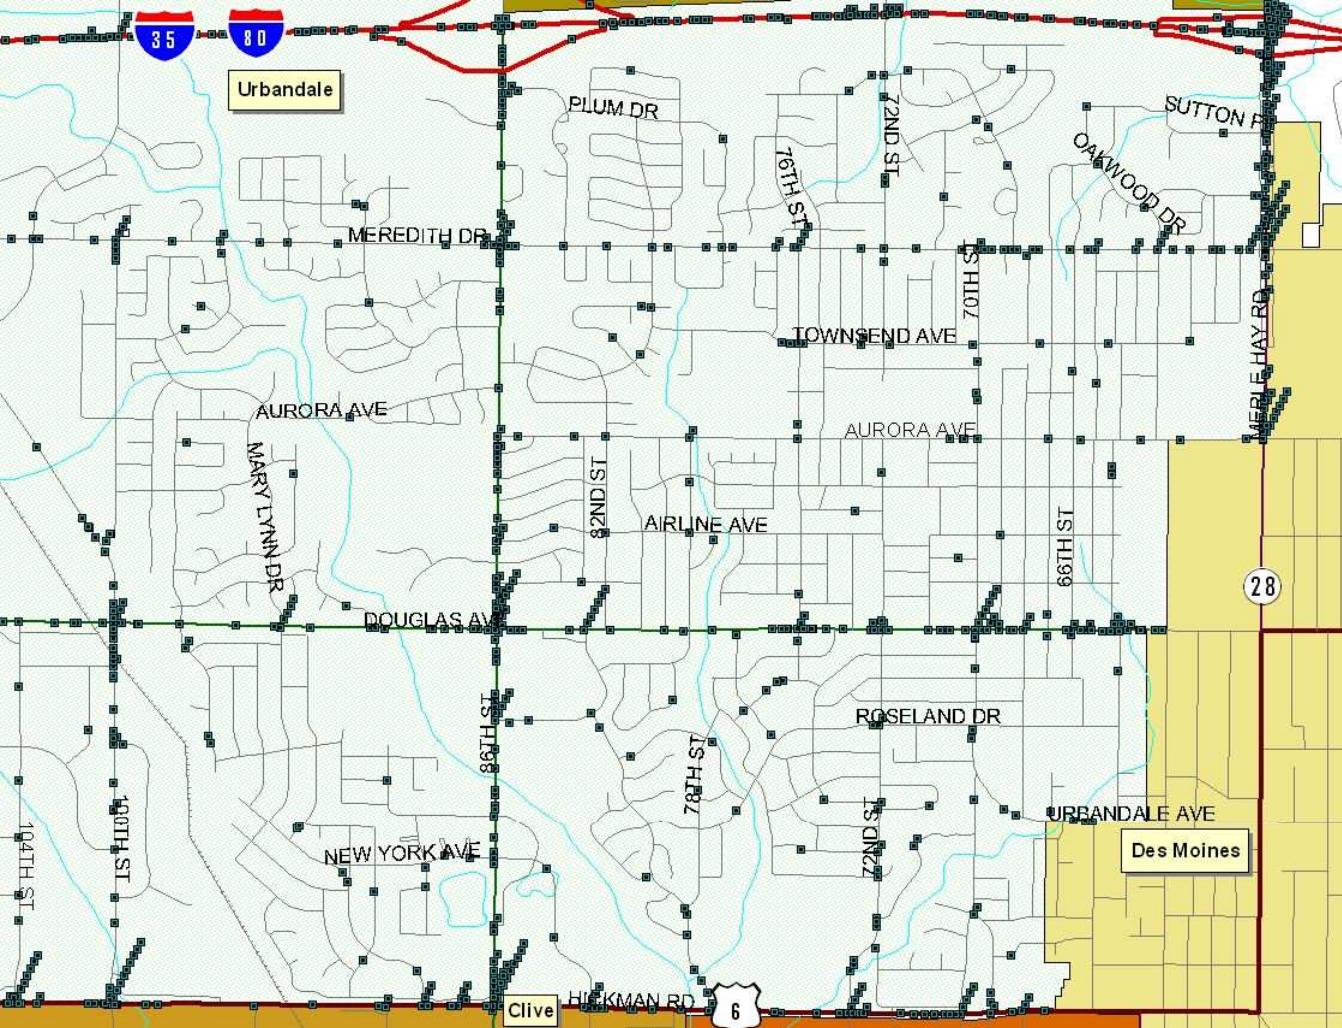 35
80
Urbandale
PLUM DR
72ND ST
SUTTON P
76TH ST
OAKWOOD DR
MEREDITH DR
70TH ST
MERLE HAY RD
TOWNSEND AVE
AURORA AVE
AURORA AVE
MARY LYNN DR
82ND ST
AIRLINE AVE
66TH ST
28
DOUGLAS AV
86TH ST
ROSELAND DR
78TH ST
72ND ST
URBANDALE AVE
Des Moines
104TH ST
100TH ST
NEW YORK AVE
Clive
HICKMAN RD
6